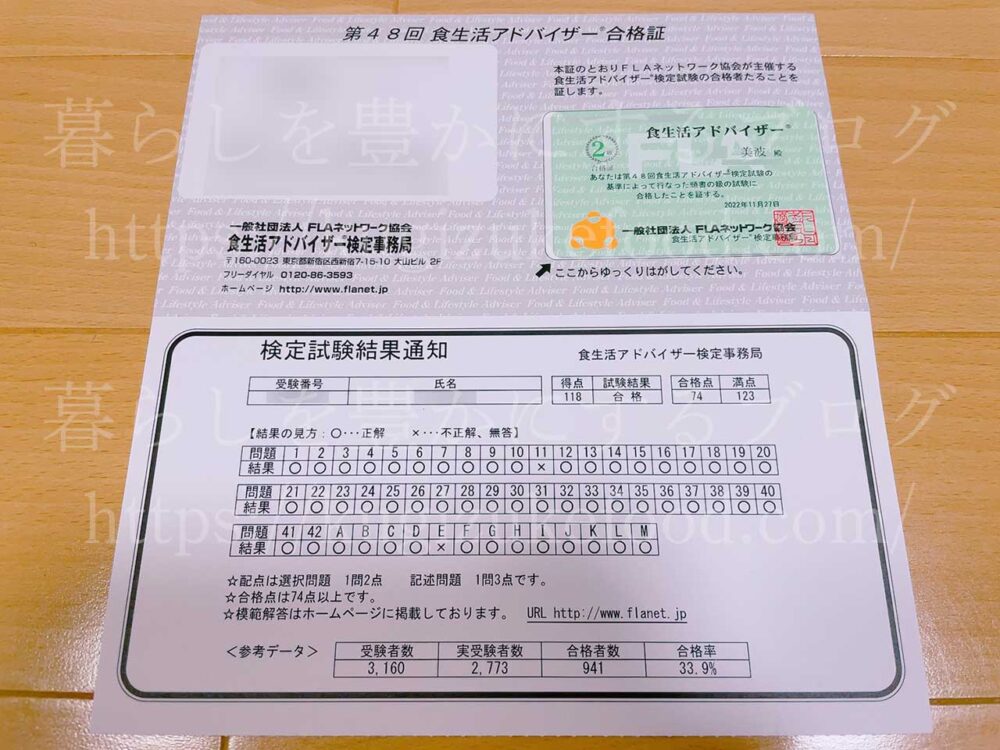 第48回 食生活アドバイザー®合格証
本証のとおりFLAネットワーク協会が主催する
食生活アドバイザー®検定試験の合格者たることを
証します。
食生活アドバイザー®
2級
合格証
美波 殿
あなたは第48回食生活アドバイザー®検定試験の
基準によって行なった頭書の級の試験に
合格したことを証する。
2022年11月27日
一般社団法人 FLAネットワーク協会
食生活アドバイザー®検定事務局
ここからゆっくりはがしてください。
一般社団法人 FLAネットワーク協会
食生活アドバイザー検定事務局
〒160-0023 東京都新宿区西新宿7-15-10 大山ビル 2F
フリーダイヤル 0120-86-3593
ホームページ http://www.flanet.jp
検定試験結果通知
食生活アドバイザー検定事務局
受験番号 氏名 得点 試験結果 合格点 満点
118 合 格 74 123
【結果の見方:○・・・正解 ×・・・不正解、無答】
問題 1 2 3 4 5 6 7 8 9 10 11 12 13 14 15 16 17 18 19 20
結果 ○ ○ ○ ○ ○ ○ ○ ○ ○ ○ × ○ ○ ○ ○ ○ ○ ○ ○ ○
問題 21 22 23 24 25 26 27 28 29 30 31 32 33 34 35 36 37 38 39 40
結果 ○ ○ ○ ○ ○ ○ ○ ○ ○ ○ ○ ○ ○ ○ ○ ○ ○ ○ ○ ○
問題 41 42 A B C D E F G H I J K L M
結果 ○ ○ ○ ○ ○ ○ × ○ ○ ○ ○ ○ ○ ○ ○
☆配点は選択問題 1問2点 記述問題 1問3点です。
☆合格点は74点以上です。
☆模範解答はホームページに掲載しております。 URL http://www.flanet.jp
<参考データ> 受験者数 実受験者数 合格者数 合格率
3,160 2,773 941 33.9%
暮らしを豊かにするブログ